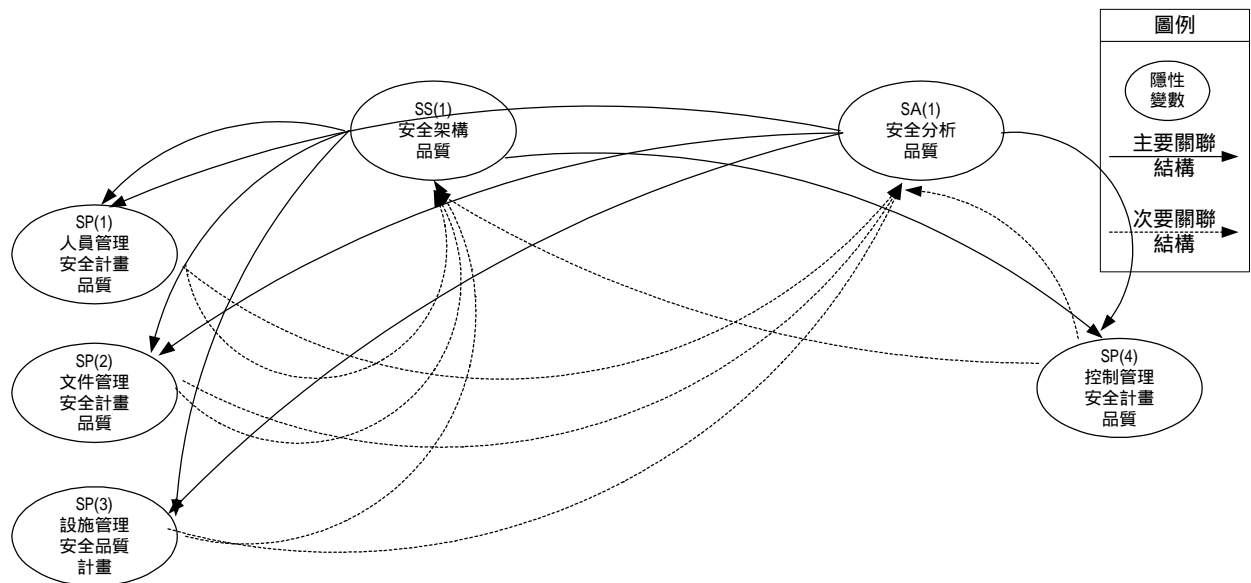 圖例
隱性
變數
主要關聯
結構
次要關聯
結構
SS(1)
安全架構
品質
SA(1)
安全分析
品質
SP(1)
人員管理
安全計畫
品質
SP(2)
文件管理
安全計畫
品質
SP(3)
設施管理
安全品質
計畫
SP(4)
控制管理
安全計畫
品質